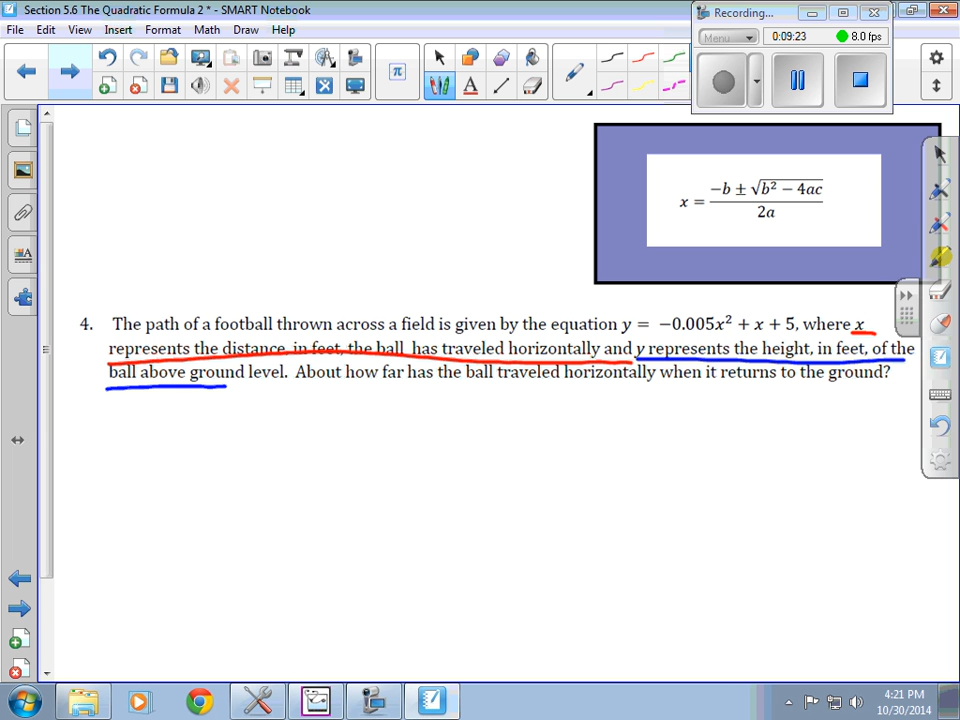 Section 5.6 The Quadratic Formula 2 * - SMART Notebook
Recording...
File Edit View Insert Format Math Draw Help
Menu
0:09:23
8.0 fps
π
A
x = (−b ± √(b² − 4ac)) / 2a
4. The path of a football thrown across a field is given by the equation y = −0.005x² + x + 5, where x
represents the distance, in feet, the ball has traveled horizontally and y represents the height, in feet, of the
ball above ground level. About how far has the ball traveled horizontally when it returns to the ground?
4:21 PM
10/30/2014